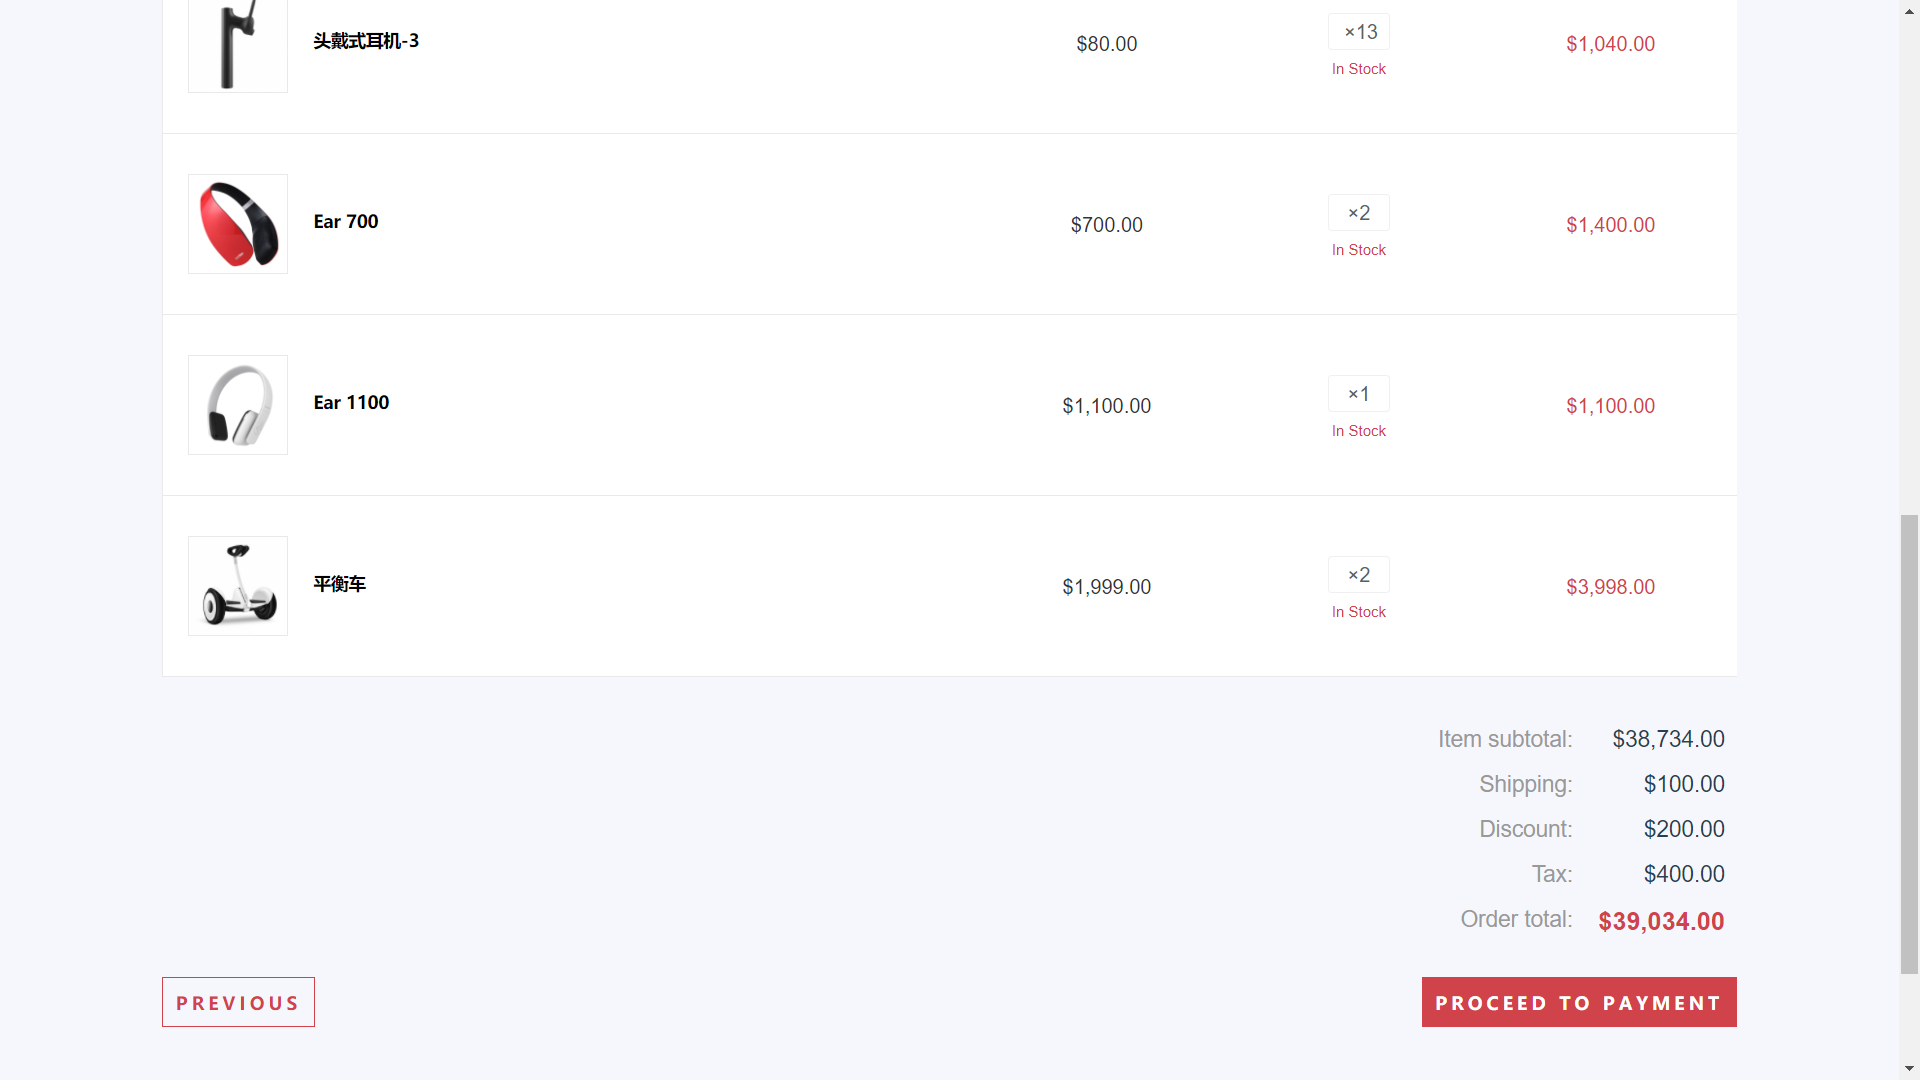 头戴式耳机-3
$80.00
×13
In Stock
$1,040.00
Ear 700
$700.00
×2
In Stock
$1,400.00
Ear 1100
$1,100.00
×1
In Stock
$1,100.00
平衡车
$1,999.00
×2
In Stock
$3,998.00
Item subtotal: $38,734.00
Shipping: $100.00
Discount: $200.00
Tax: $400.00
Order total: $39,034.00
PREVIOUS
PROCEED TO PAYMENT